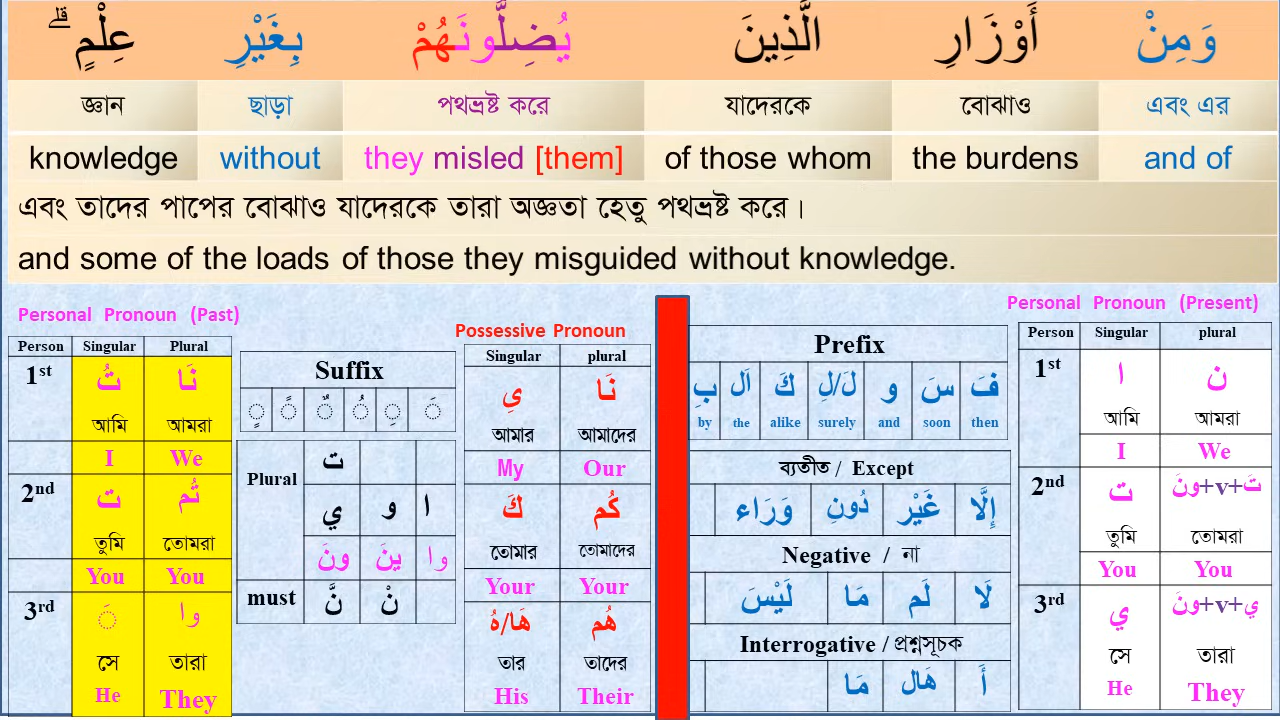 وَمِنْ أَوْزَارِ الَّذِينَ يُضِلُّونَهُمْ بِغَيْرِ عِلْمٍ ۗ
জ্ঞান ছাড়া পথভ্রষ্ট করে যাদেরকে বোঝাও এবং এর
knowledge without they misled [them] of those whom the burdens and of
এবং তাদের পাপের বোঝাও যাদেরকে তারা অজ্ঞতা হেতু পথভ্রষ্ট করে।
and some of the loads of those they misguided without knowledge.
Personal Pronoun (Past)
Person Singular Plural
1st تُ نَا
আমি আমরা
I We
2nd ت تُم
তুমি তোমরা
You You
3rd َ وا
সে তারা
He They
Suffix
ٍ ً ٌ ُ ِ َ
Plural ت
ي و ا
ونَ ينَ وا
must نَّ نْ
Possessive Pronoun
Singular plural
يِ نَا
আমার আমাদের
My Our
كَ كُم
তোমার তোমাদের
Your Your
هَا/هُ هُم
তার তাদের
His Their
Prefix
بِ اَل كَ لَ/لِ و سَ فَ
by the alike surely and soon then
ব্যতীত / Except
وَرَاء دُونِ غَيْر إِلَّا
Negative / না
لَيْسَ مَا لَم لَا
Interrogative / প্রশ্নসূচক
مَا هَال أَ
Personal Pronoun (Present)
Person Singular plural
1st ا ن
আমি আমরা
I We
2nd ت تَ+v+ونَ
তুমি তোমরা
You You
3rd ي ي+v+ونَ
সে তারা
He They